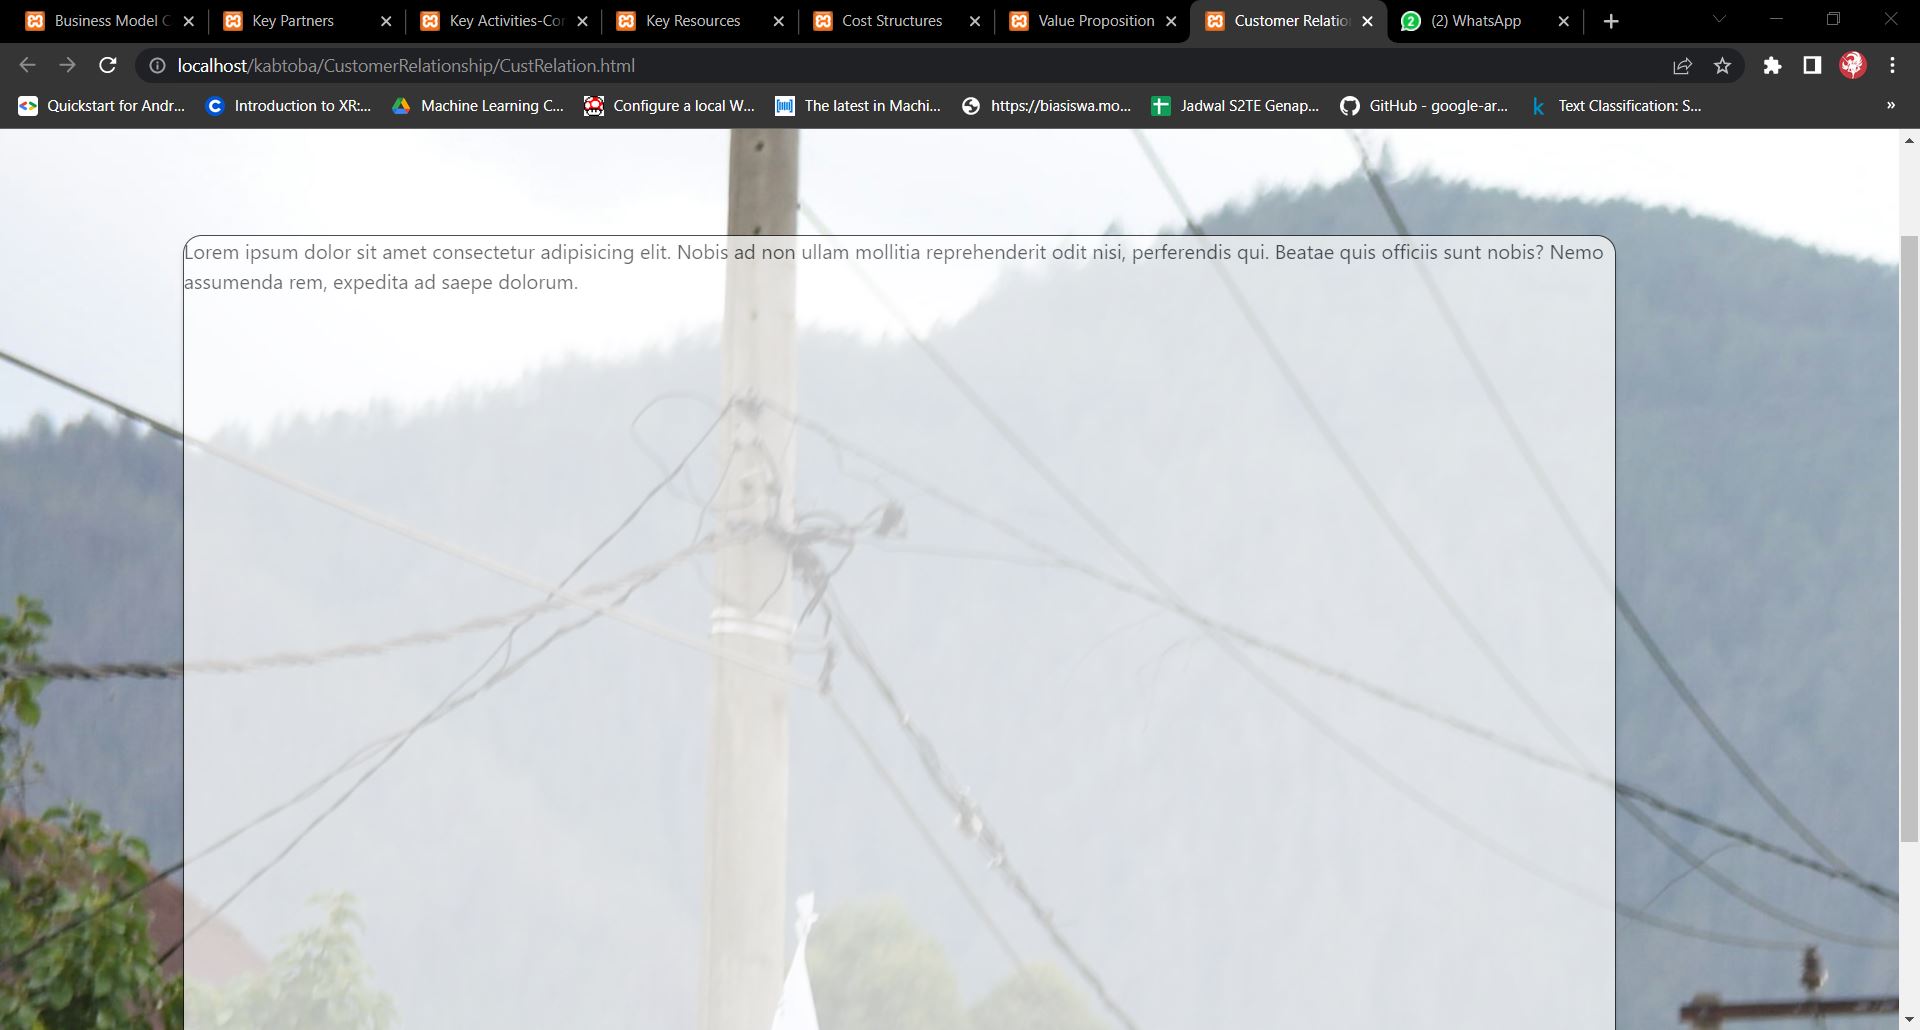 Business Model C
Key Partners
Key Activities-Cor
Key Resources
Cost Structures
Value Proposition
Customer Relatio
2
(2) WhatsApp
localhost/kabtoba/CustomerRelationship/CustRelation.html
Quickstart for Andr...
C
Introduction to XR:...
Machine Learning C...
Configure a local W...
The latest in Machi...
https://biasiswa.mo...
Jadwal S2TE Genap...
GitHub - google-ar...
k
Text Classification: S...
»
Lorem ipsum dolor sit amet consectetur adipisicing elit. Nobis ad non ullam mollitia reprehenderit odit nisi, perferendis qui. Beatae quis officiis sunt nobis? Nemo
assumenda rem, expedita ad saepe dolorum.